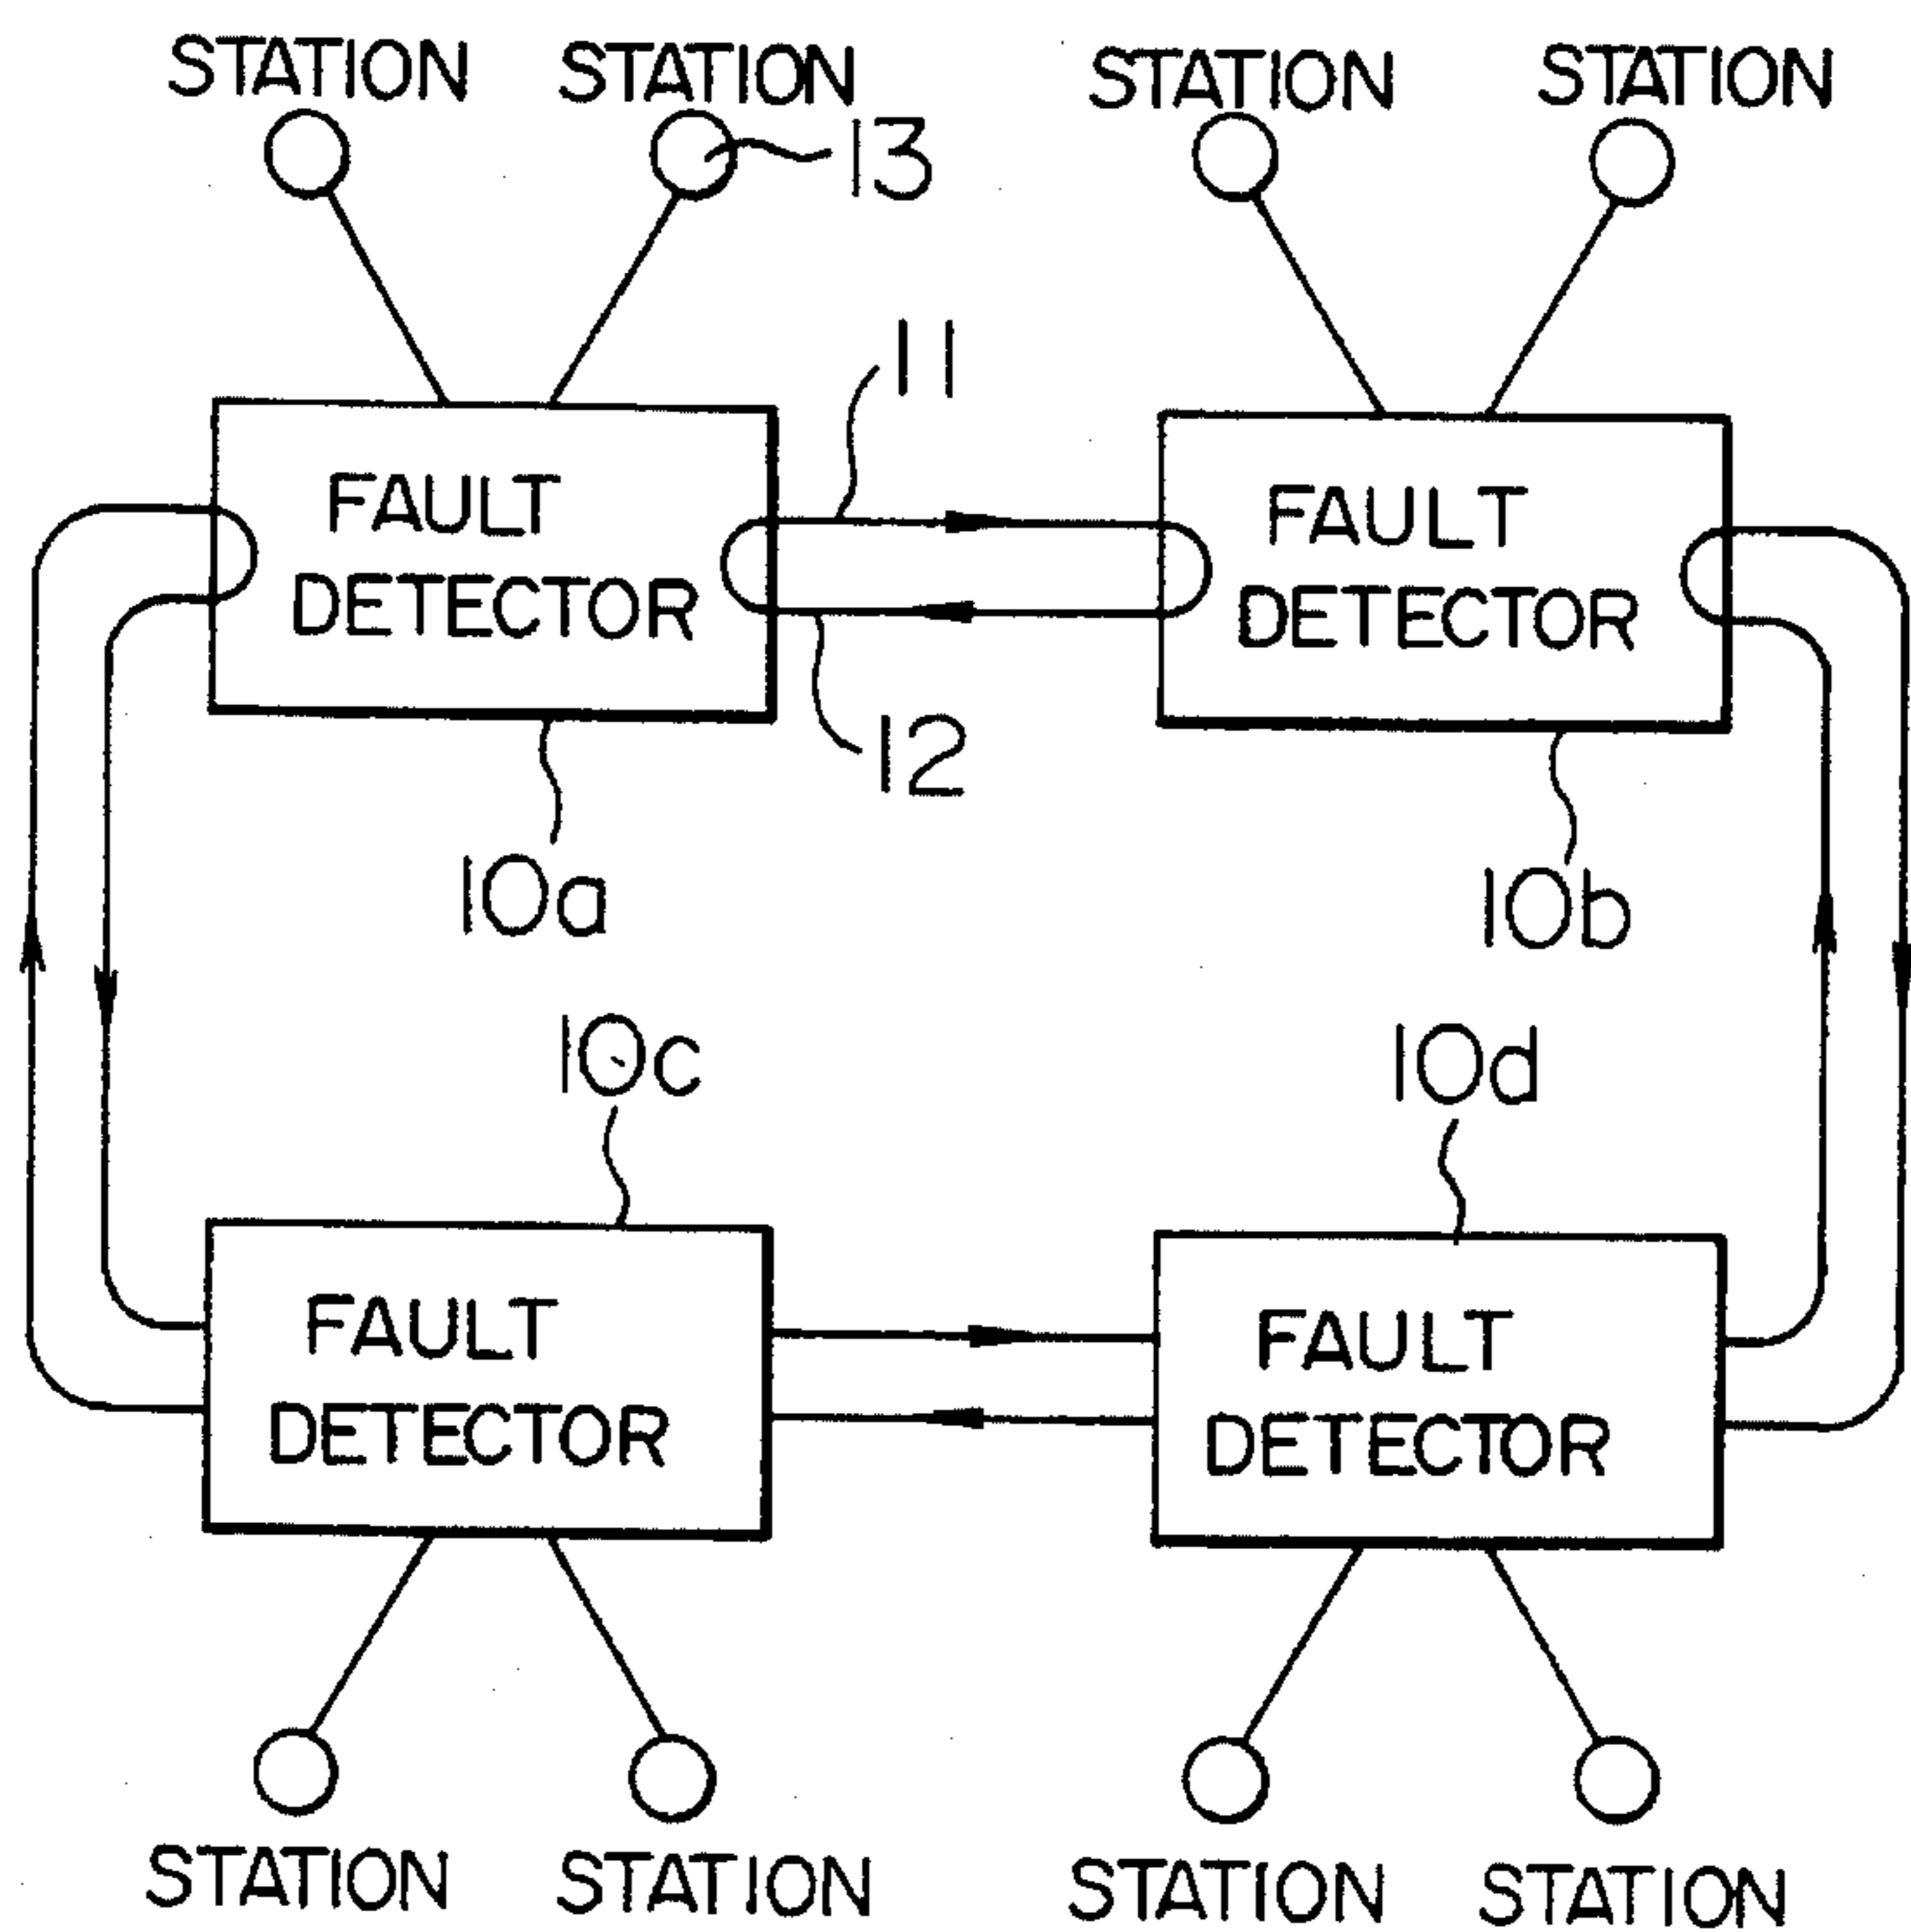 STATION STATION STATION STATION
13
11
FAULT
DETECTOR
FAULT
DETECTOR
12
10a
10b
10c
10d
FAULT
DETECTOR
FAULT
DETECTOR
STATION STATION STATION STATION